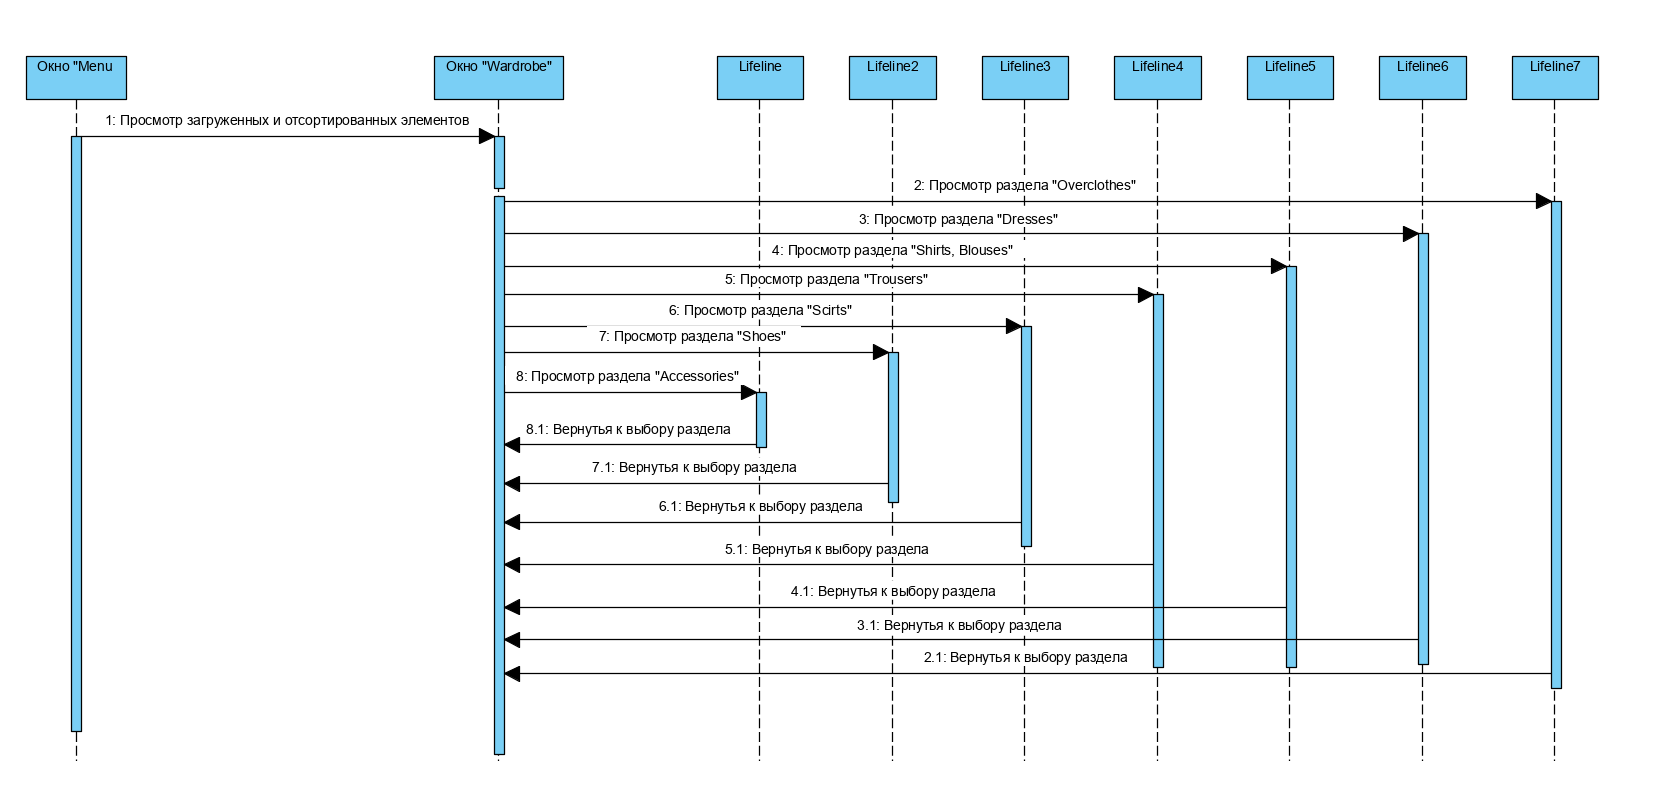 Окно "Menu
Окно "Wardrobe"
Lifeline
Lifeline2
Lifeline3
Lifeline4
Lifeline5
Lifeline6
Lifeline7
1: Просмотр загруженных и отсортированных элементов
2: Просмотр раздела "Overclothes"
3: Просмотр раздела "Dresses"
4: Просмотр раздела "Shirts, Blouses"
5: Просмотр раздела "Trousers"
6: Просмотр раздела "Scirts"
7: Просмотр раздела "Shoes"
8: Просмотр раздела "Accessories"
8.1: Вернутья к выбору раздела
7.1: Вернутья к выбору раздела
6.1: Вернутья к выбору раздела
5.1: Вернутья к выбору раздела
4.1: Вернутья к выбору раздела
3.1: Вернутья к выбору раздела
2.1: Вернутья к выбору раздела